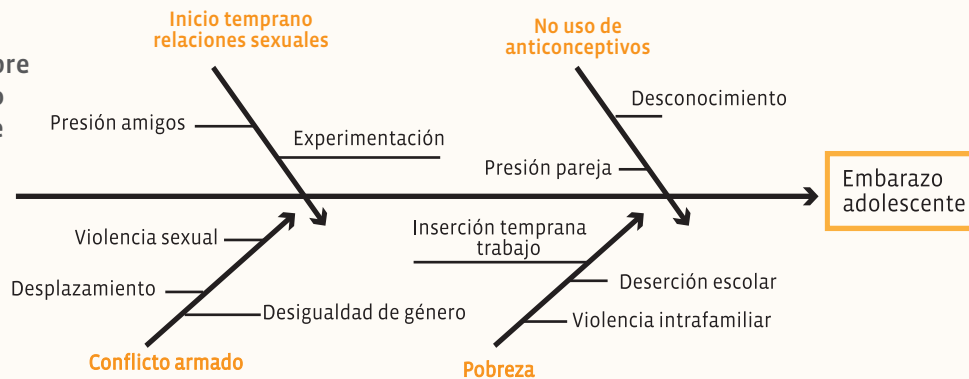 Inicio temprano
relaciones sexuales
No uso de
anticonceptivos
Presión amigos
Experimentación
Desconocimiento
Presión pareja
Embarazo
adolescente
Violencia sexual
Desplazamiento
Desigualdad de género
Conflicto armado
Inserción temprana
trabajo
Deserción escolar
Violencia intrafamiliar
Pobreza